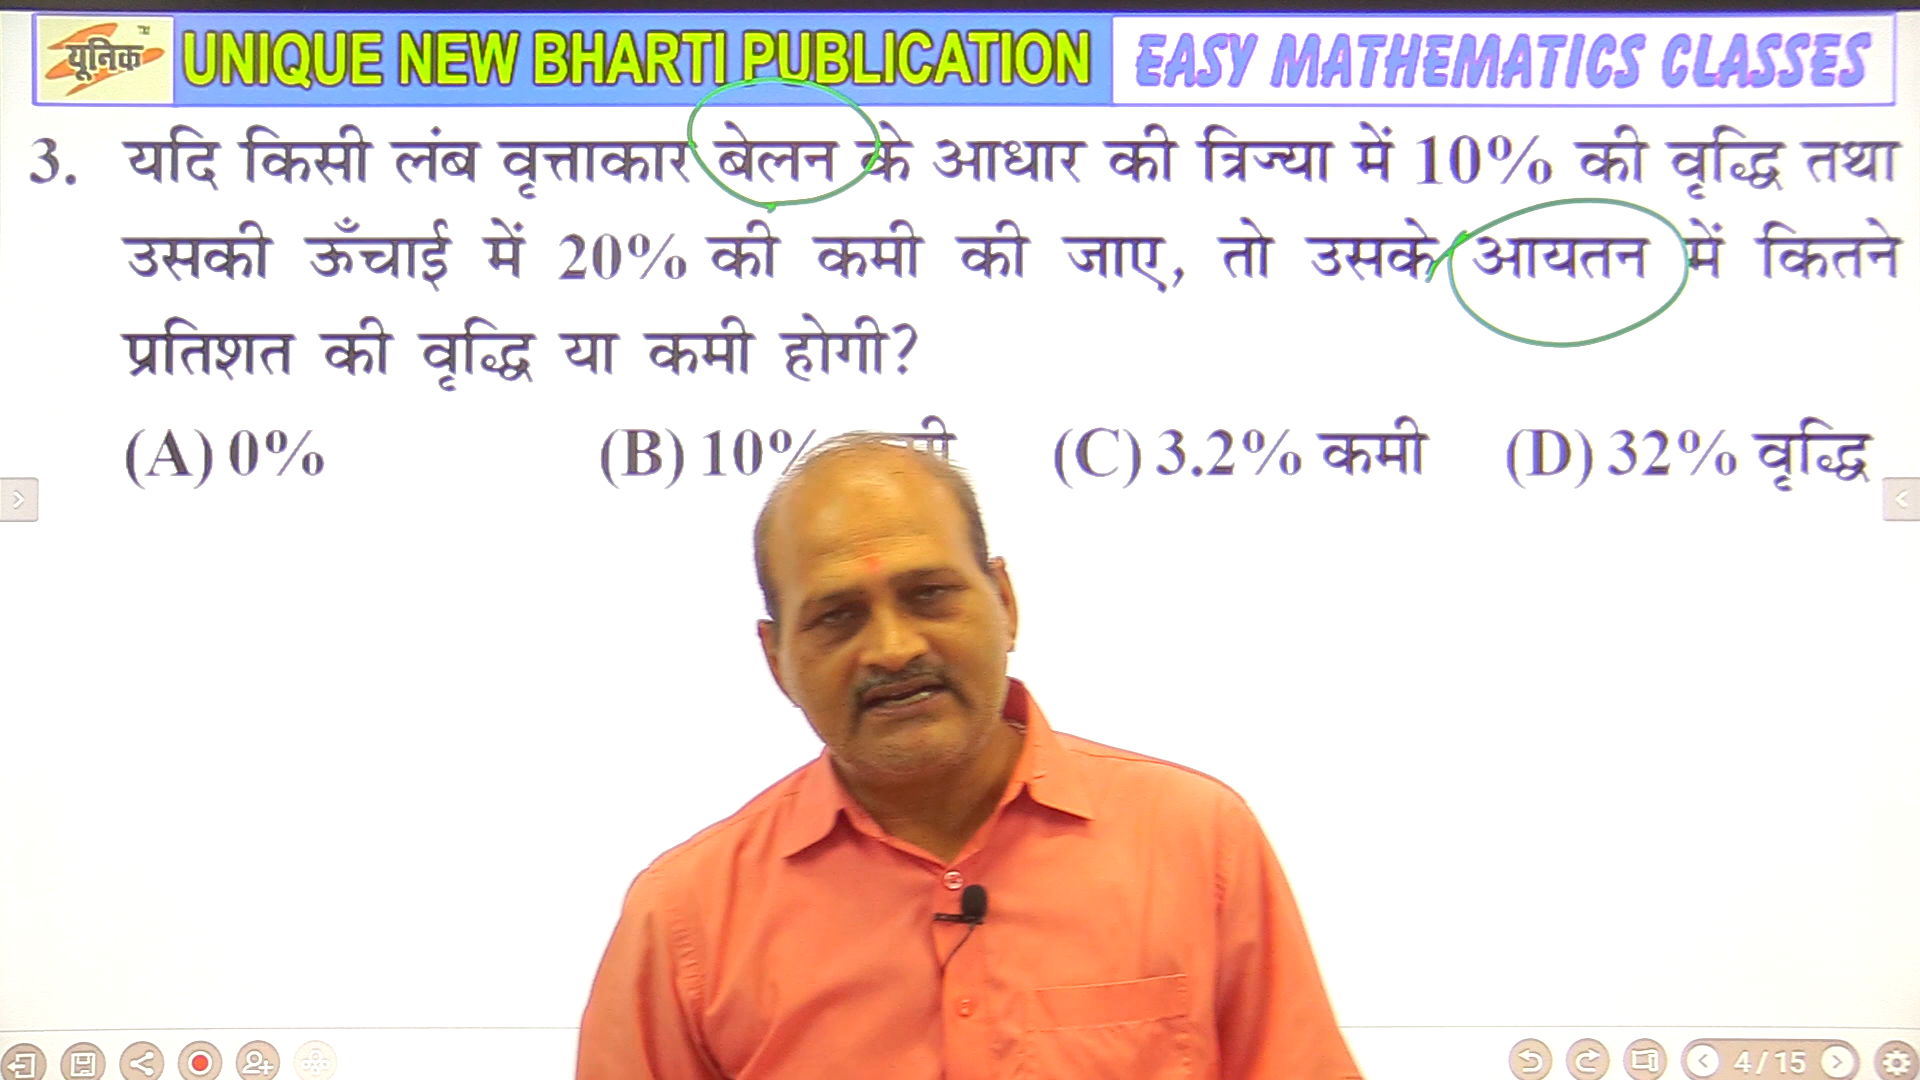 यूनिक TM UNIQUE NEW BHARTI PUBLICATION EASY MATHEMATICS CLASSES
3. यदि किसी लंब वृत्ताकार बेलन के आधार की त्रिज्या में 10% की वृद्धि तथा
उसकी ऊँचाई में 20% की कमी की जाए, तो उसके आयतन में कितने
प्रतिशत की वृद्धि या कमी होगी?
(A) 0% (B) 10% (C) 3.2% कमी (D) 32% वृद्धि
4/15